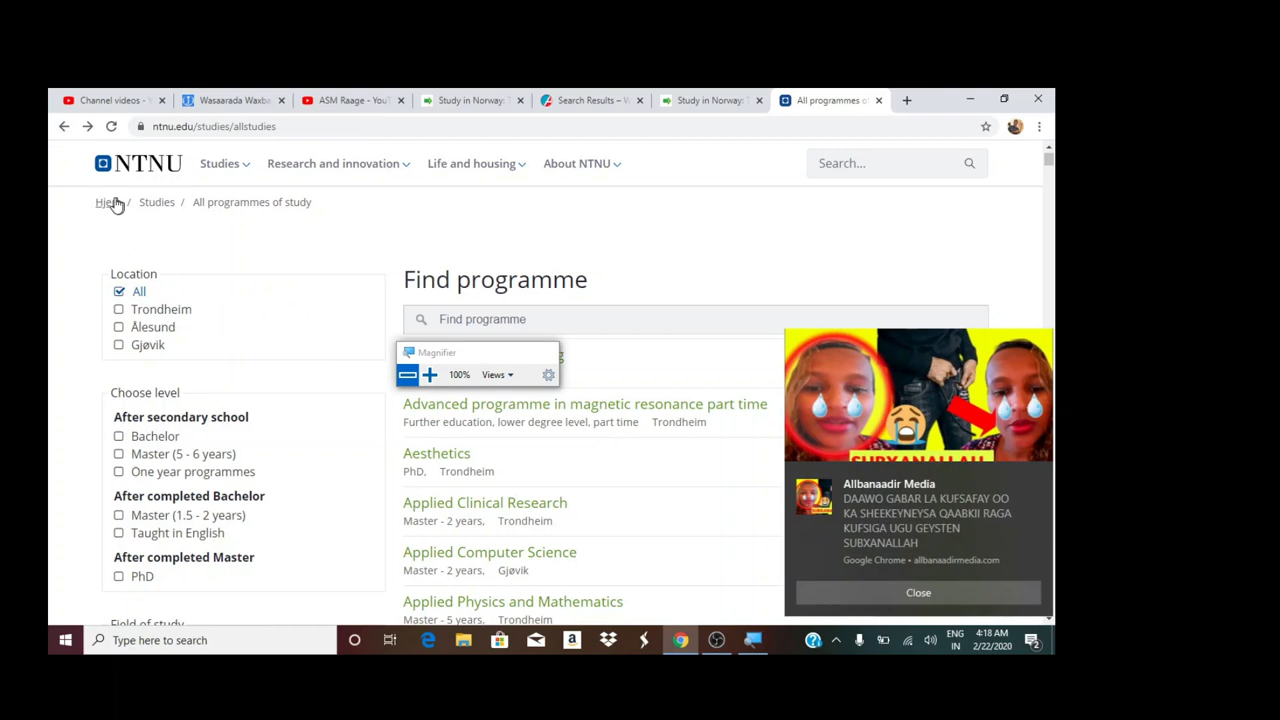 Channel videos -
Wasaarada Waxba
ASM Raage - YouT
Study in Norway:
Search Results – W
Study in Norway:
All programmes o
ntnu.edu/studies/allstudies
NTNU
Studies
Research and innovation
Life and housing
About NTNU
Search...
/ Studies / All programmes of study
Location
All
Trondheim
Ålesund
Gjøvik
Choose level
After secondary school
Bachelor
Master (5 - 6 years)
One year programmes
After completed Bachelor
Master (1.5 - 2 years)
Taught in English
After completed Master
PhD
Field of study
Find programme
Find programme
Magnifier
100% Views
Advanced programme in magnetic resonance part time
Further education, lower degree level, part time Trondheim
Aesthetics
PhD, Trondheim
Applied Clinical Research
Master - 2 years, Trondheim
Applied Computer Science
Master - 2 years, Gjøvik
Applied Physics and Mathematics
Master - 5 years, Trondheim
SUBXANALLAH
Allbanaadir Media
DAAWO GABAR LA KUFSAFAY OO
KA SHEEKEYNEYSA QAABKII RAGA
KUFSIGA UGU GEYSTEN
SUBXANALLAH
Google Chrome • allbanaadirmedia.com
Close
Type here to search
ENG
IN
4:18 AM
2/22/2020
2